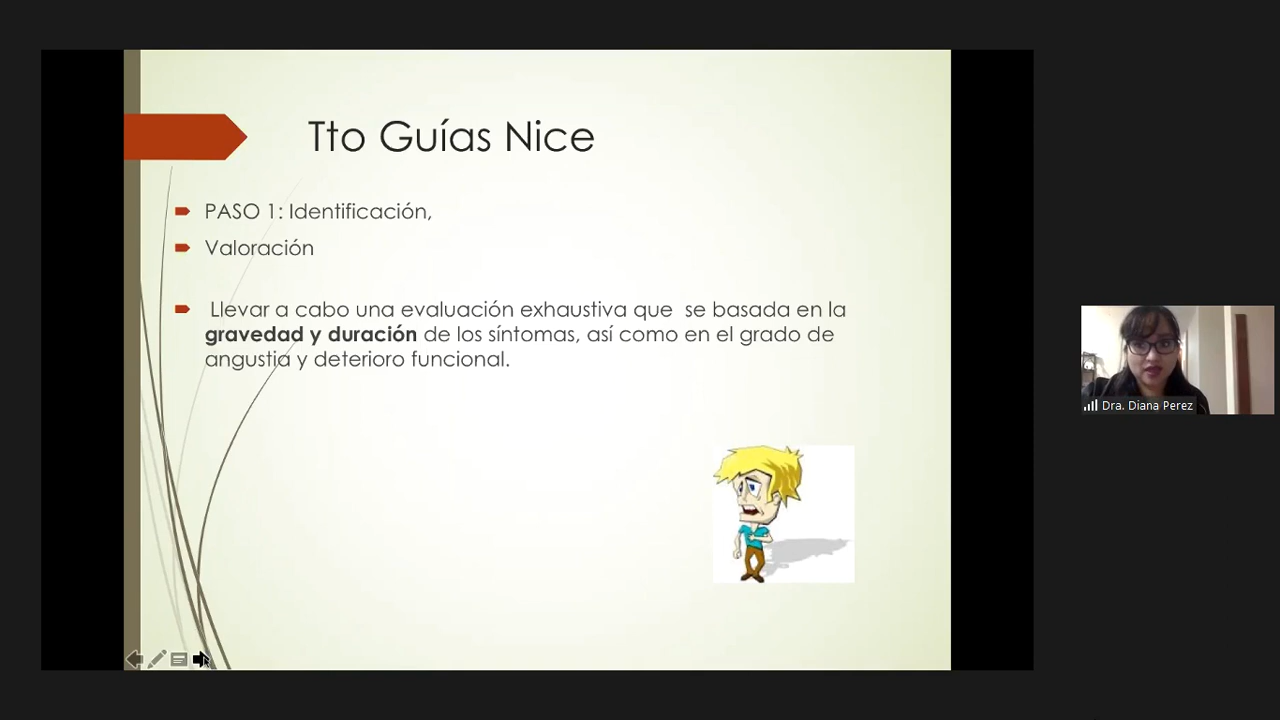 Tto Guías Nice
PASO 1: Identificación,
Valoración
Llevar a cabo una evaluación exhaustiva que se basada en la
gravedad y duración de los síntomas, así como en el grado de
angustia y deterioro funcional.
Dra. Diana Perez